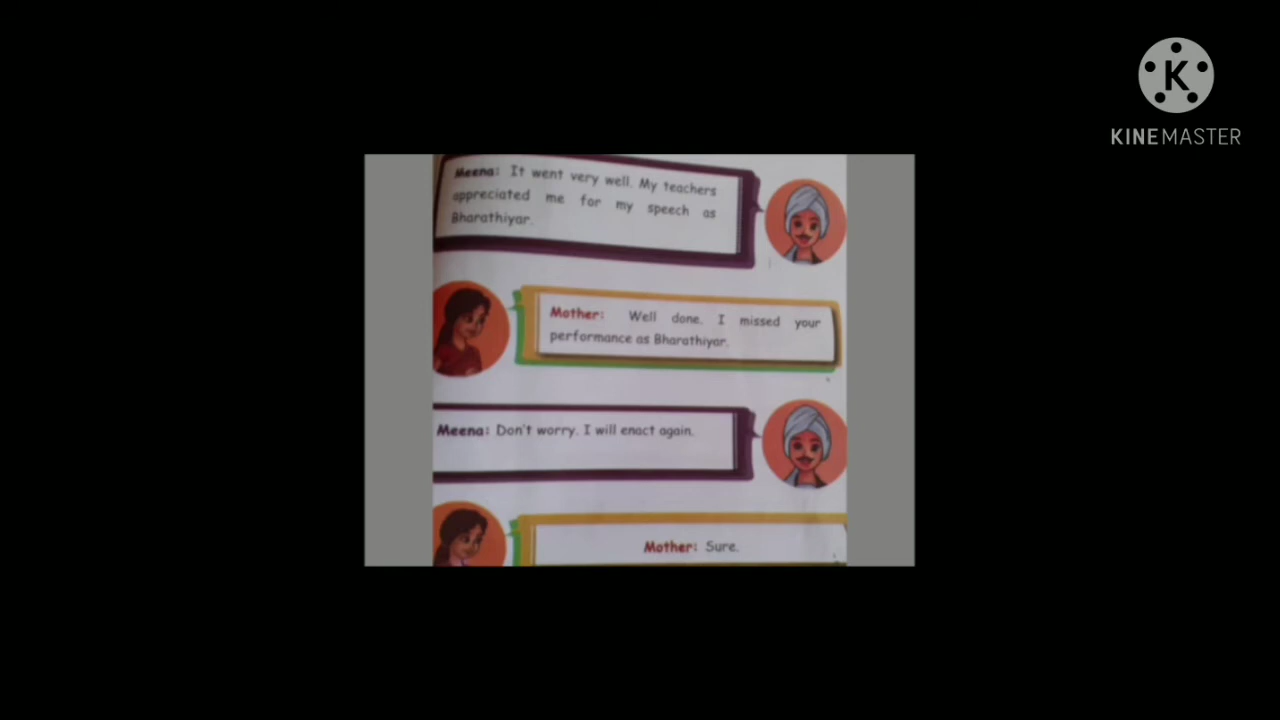 KINEMASTER
Meena: It went very well. My teachers
appreciated me for my speech as
Bharathiyar.
Mother: Well done. I missed your
performance as Bharathiyar.
Meena: Don't worry. I will enact again.
Mother: Sure.